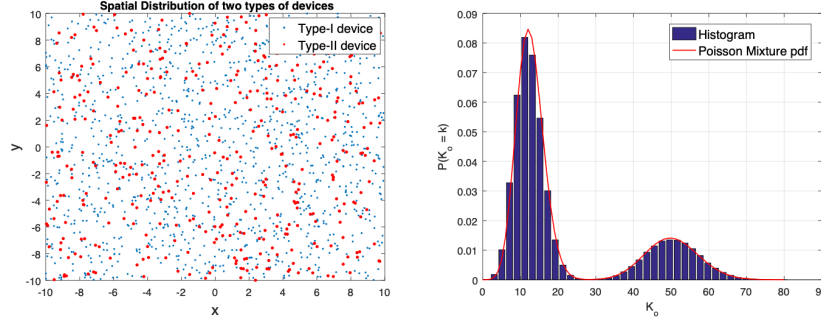 Spatial Distribution of two types of devices
Type-I device
Type-II device
10
8
6
4
2
0
-2
-4
-6
-8
-10
y
-10 -8 -6 -4 -2 0 2 4 6 8 10
x
Histogram
Poisson Mixture pdf
0.09
0.08
0.07
0.06
0.05
0.04
0.03
0.02
0.01
0
P(K_o = k)
0 10 20 30 40 50 60 70 80 90
K_o